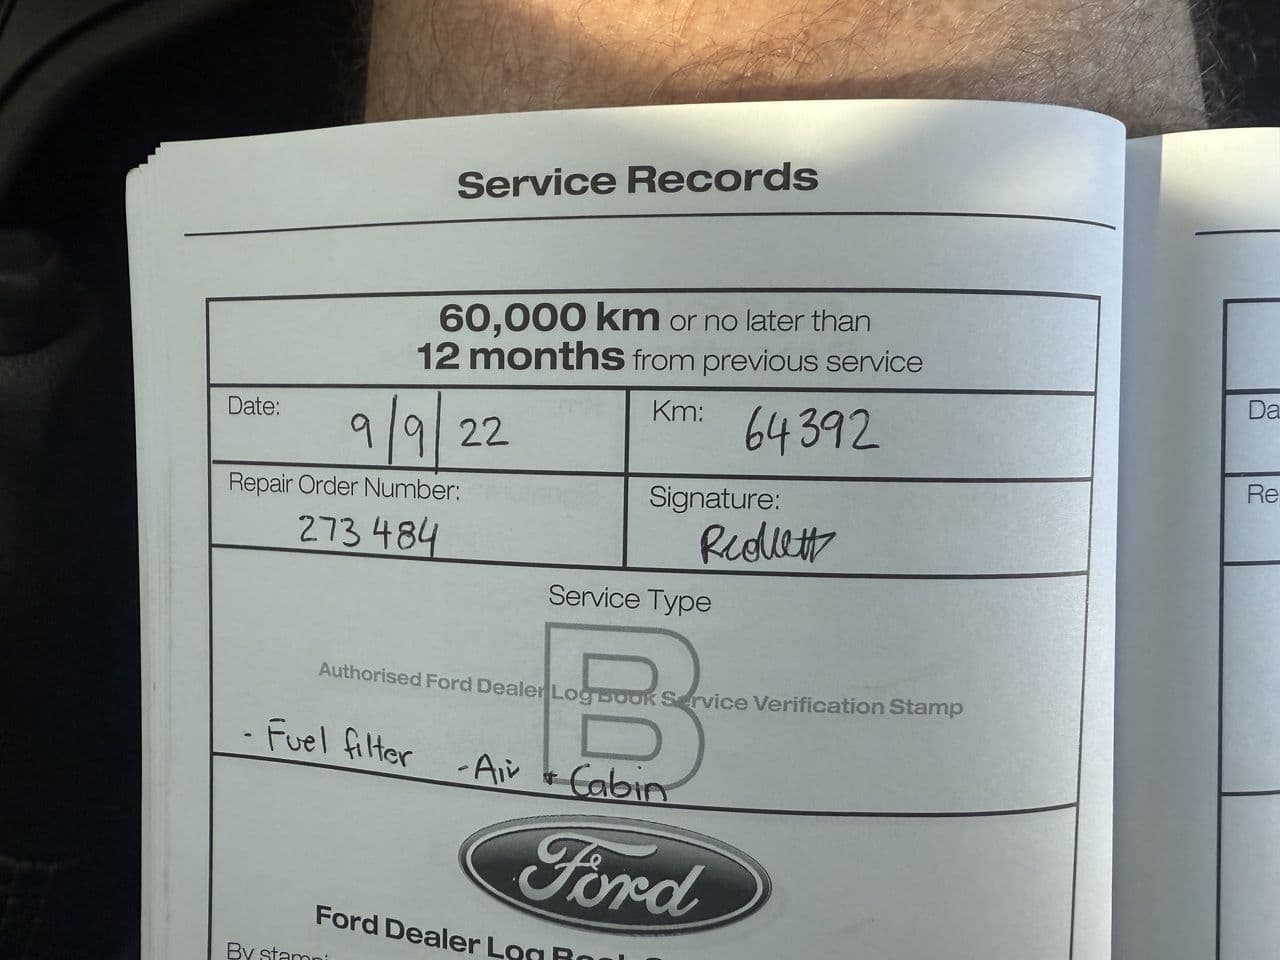 Service Records
60,000 km or no later than
12 months from previous service
Date: 9/9/22
Km: 64392
Repair Order Number:
273484
Signature:
Service Type
B
Authorised Ford Dealer Log Book Service Verification Stamp
- Fuel filter - Air + Cabin
Ford
Ford Dealer Log
By
Da
Re